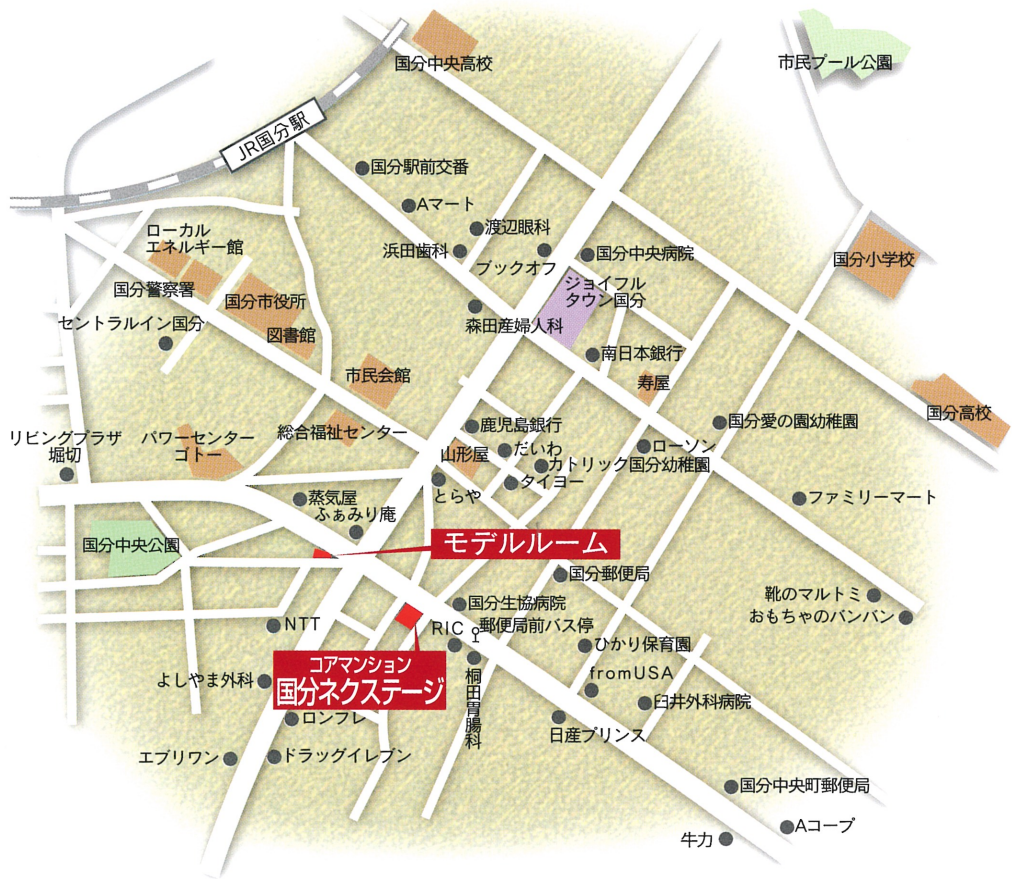 国分中央高校
市民プール公園
JR国分駅
国分駅前交番
Aマート
渡辺眼科
浜田歯科
ブックオフ
国分中央病院
ローカル
エネルギー館
国分小学校
国分警察署
国分市役所
ジョイフル
タウン国分
セントラルイン国分
図書館
森田産婦人科
南日本銀行
市民会館
寿屋
国分高校
国分愛の園幼稚園
鹿児島銀行
総合福祉センター
リビングプラザ
堀切
パワーセンター
ゴトー
山形屋
だいわ
ローソン
カトリック国分幼稚園
タイヨー
とらや
蒸気屋
ふぁみり庵
ファミリーマート
国分中央公園
モデルルーム
国分郵便局
靴のマルトミ
おもちゃのバンバン
国分生協病院
NTT
RIC
郵便局前バス停
ひかり保育園
コアマンション
国分ネクステージ
よしやま外科
桐田胃腸科
fromUSA
臼井外科病院
ロンフレ
日産プリンス
エブリワン
ドラッグイレブン
国分中央町郵便局
Aコープ
牛力